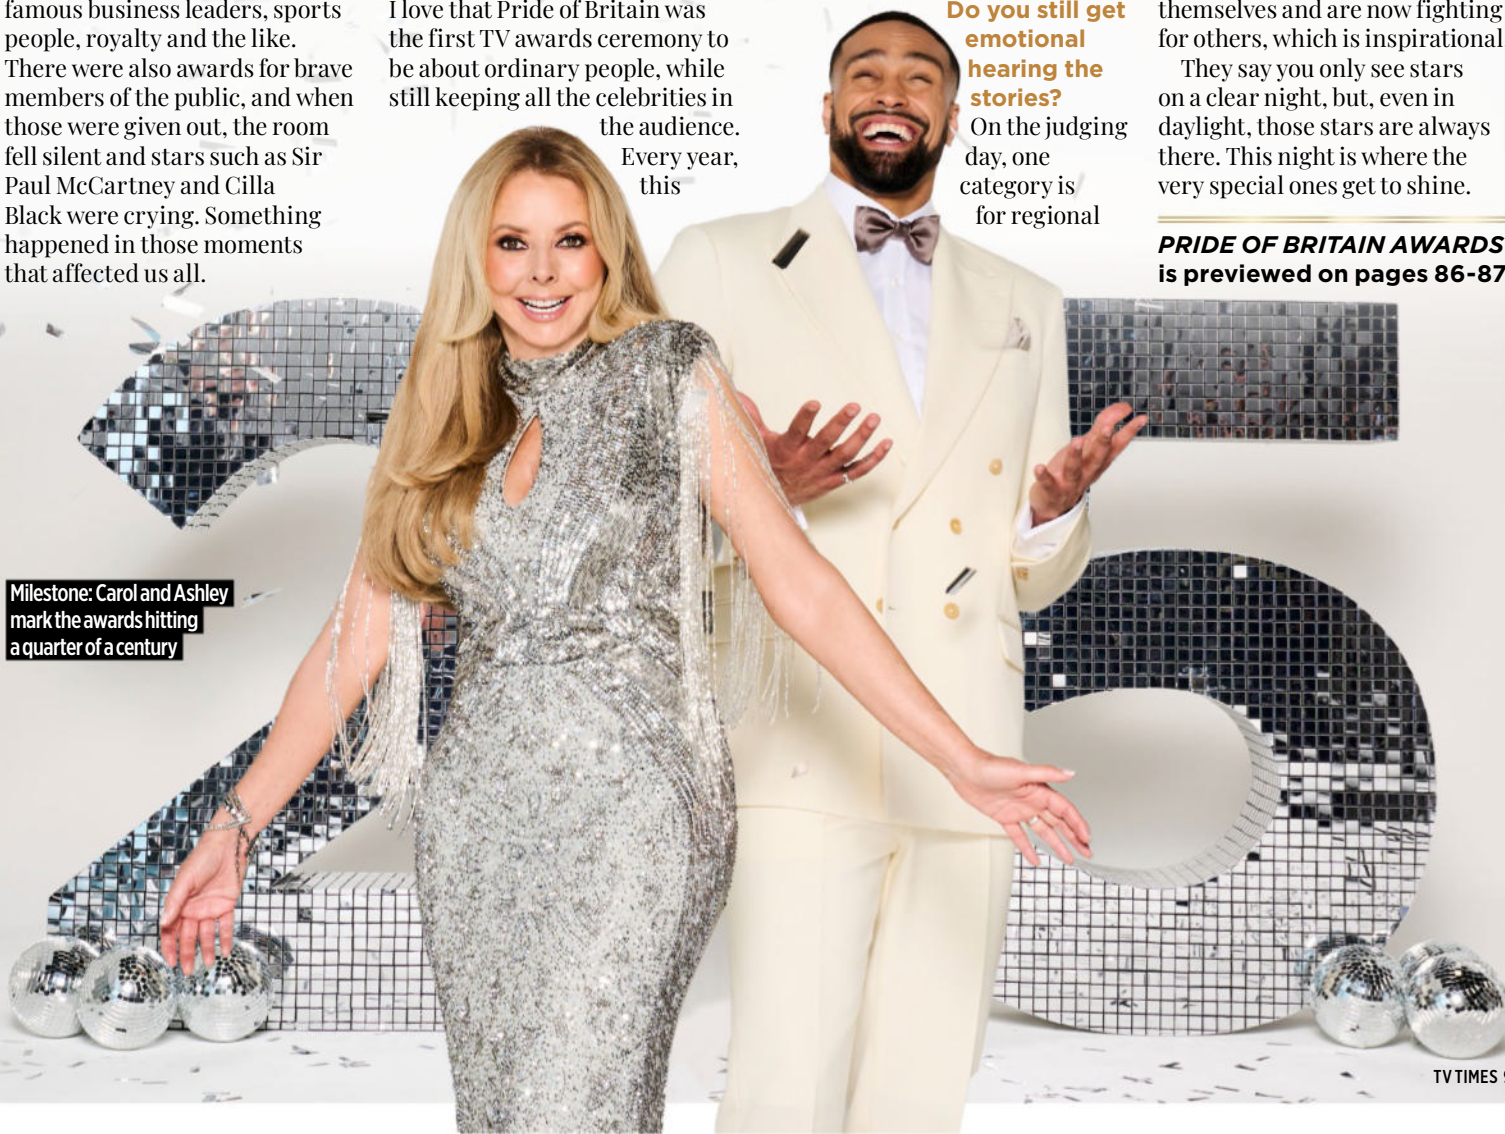 famous business leaders, sports
people, royalty and the like.
There were also awards for brave
members of the public, and when
those were given out, the room
fell silent and stars such as Sir
Paul McCartney and Cilla
Black were crying. Something
happened in those moments
that affected us all.
I love that Pride of Britain was
the first TV awards ceremony to
be about ordinary people, while
still keeping all the celebrities in
the audience.
Every year,
this
Do you still get
emotional
hearing the
stories?
On the judging
day, one
category is
for regional
themselves and are now fighting
for others, which is inspirational
They say you only see stars
on a clear night, but, even in
daylight, those stars are always
there. This night is where the
very special ones get to shine.
PRIDE OF BRITAIN AWARDS
is previewed on pages 86-87
25
Milestone: Carol and Ashley
mark the awards hitting
a quarter of a century
TV TIMES